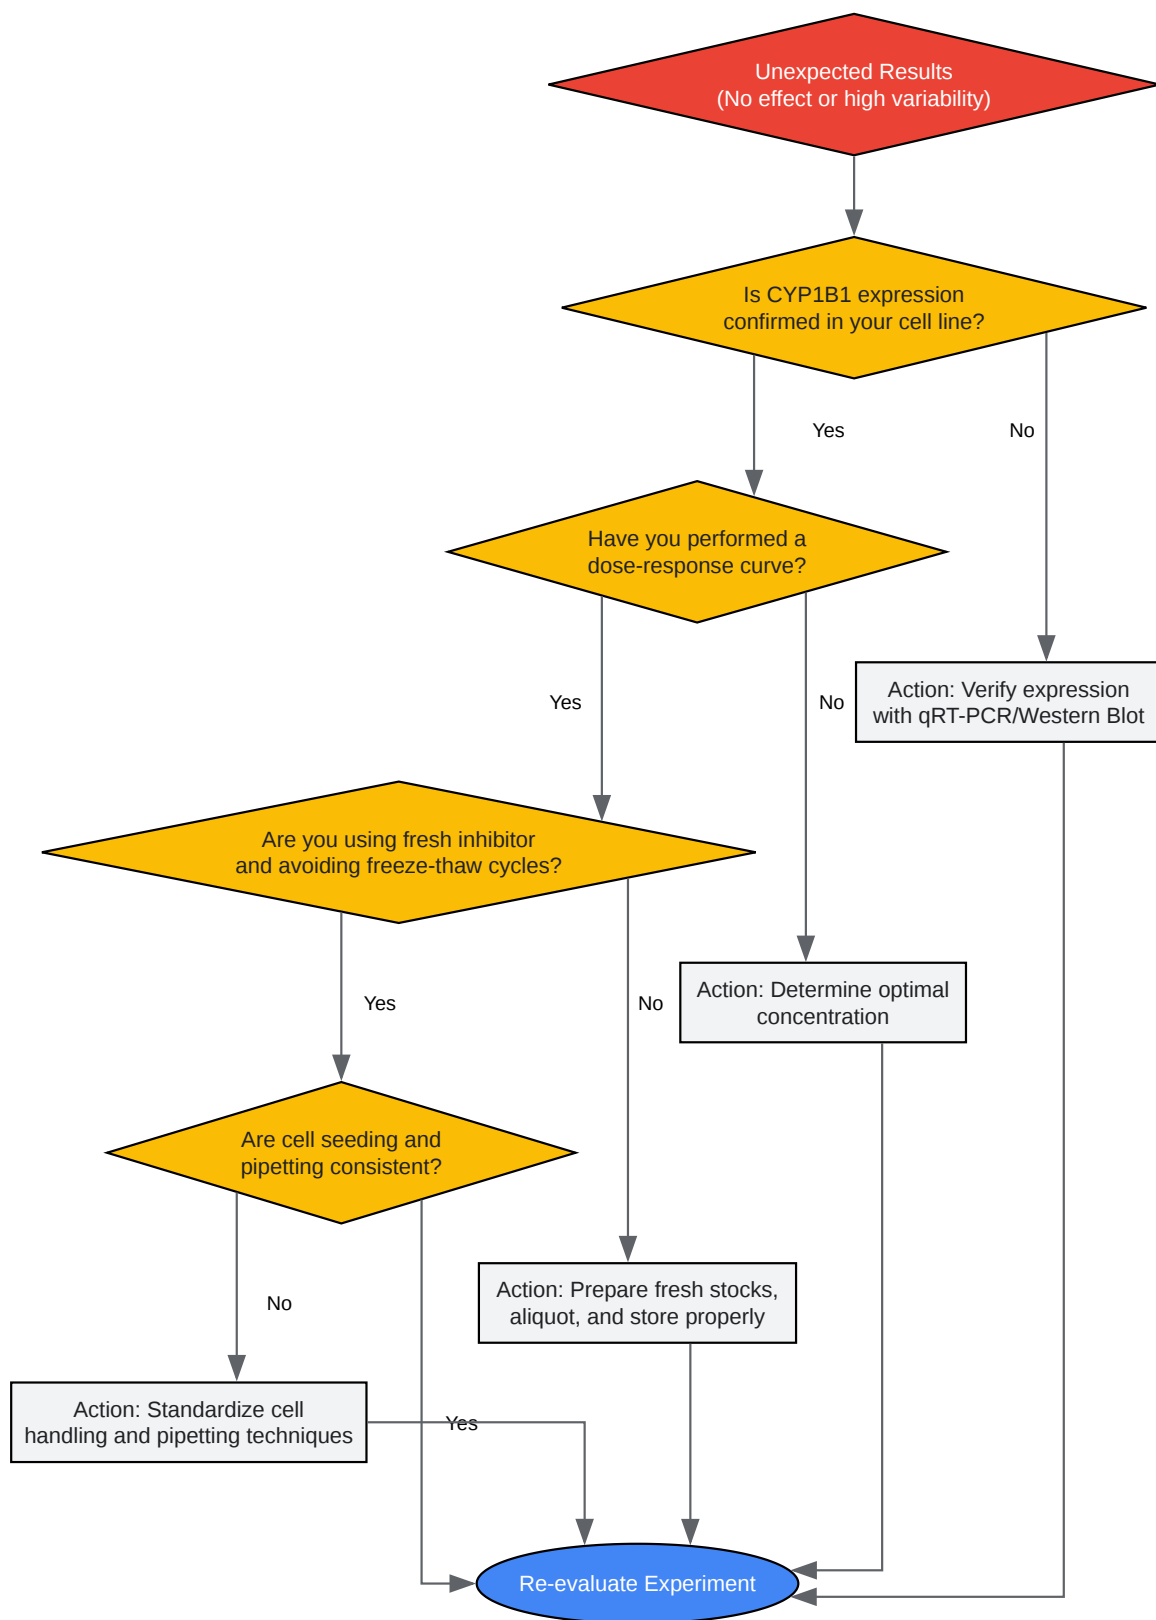 Unexpected Results
(No effect or high variability)
Is CYP1B1 expression
confirmed in your cell line?
Yes
No
Have you performed a
dose-response curve?
Yes
No
Action: Verify expression
with qRT-PCR/Western Blot
Are you using fresh inhibitor
and avoiding freeze-thaw cycles?
Yes
No
Action: Determine optimal
concentration
Are cell seeding and
pipetting consistent?
No
Action: Prepare fresh stocks,
aliquot, and store properly
Action: Standardize cell
handling and pipetting techniques
Yes
Re-evaluate Experiment